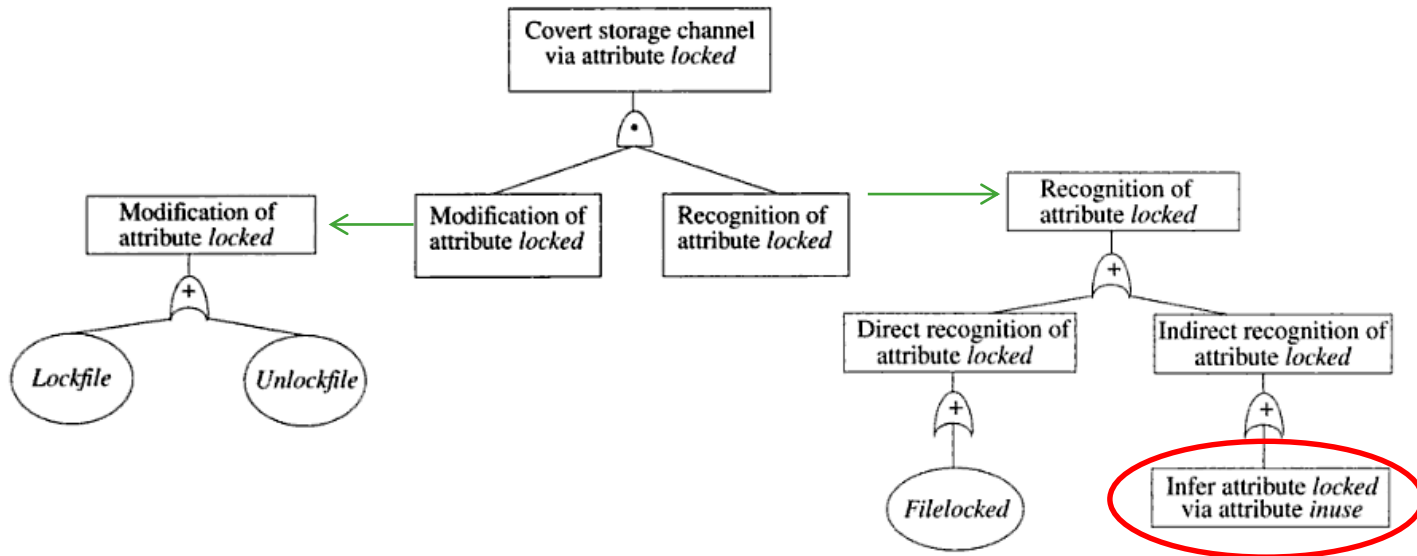 Covert storage channel
via attribute locked
•
Modification of
attribute locked
Modification of
attribute locked
Recognition of
attribute locked
Recognition of
attribute locked
+
Lockfile
Unlockfile
+
Direct recognition of
attribute locked
Indirect recognition of
attribute locked
+
+
Filelocked
Infer attribute locked
via attribute inuse